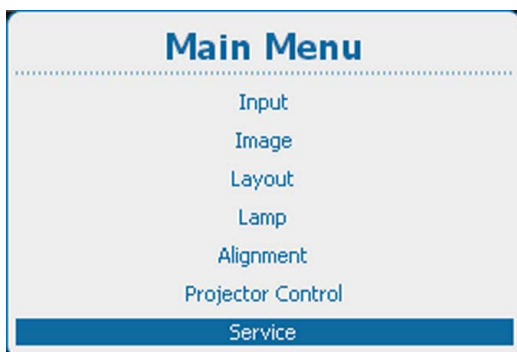 Main Menu
Input
Image
Layout
Lamp
Alignment
Projector Control
Service